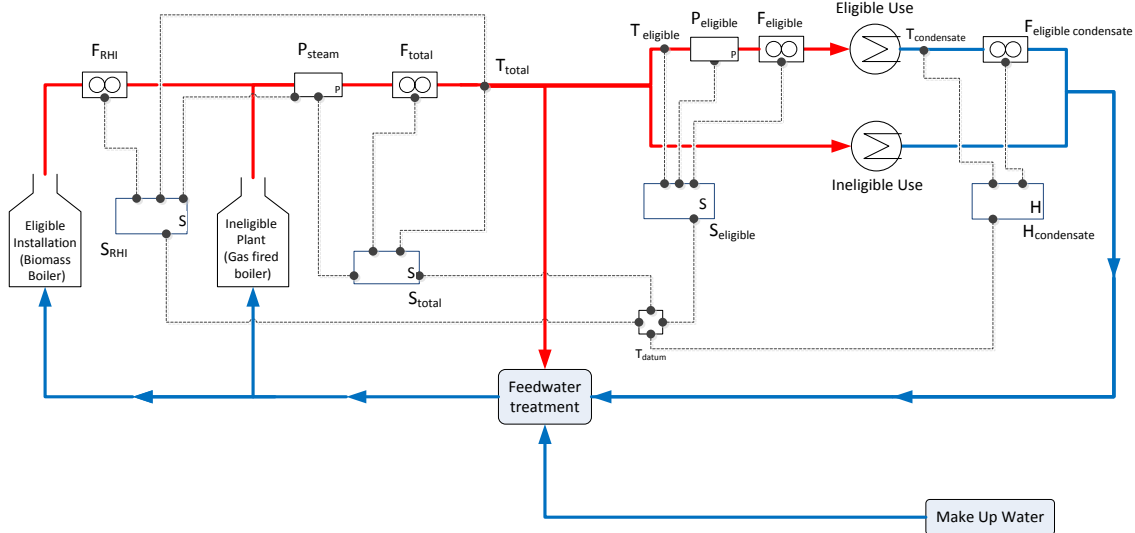 Eligible Use
F_RHI
P_steam
F_total
T_total
T_eligible
P_eligible
F_eligible
T_condensate
F_eligible condensate
P
P
Ineligible Use
Eligible
Installation
(Biomass
Boiler)
S
S_RHI
Ineligible
Plant
(Gas fired
boiler)
S
S_total
S
S_eligible
H
H_condensate
T_datum
Feedwater
treatment
Make Up Water